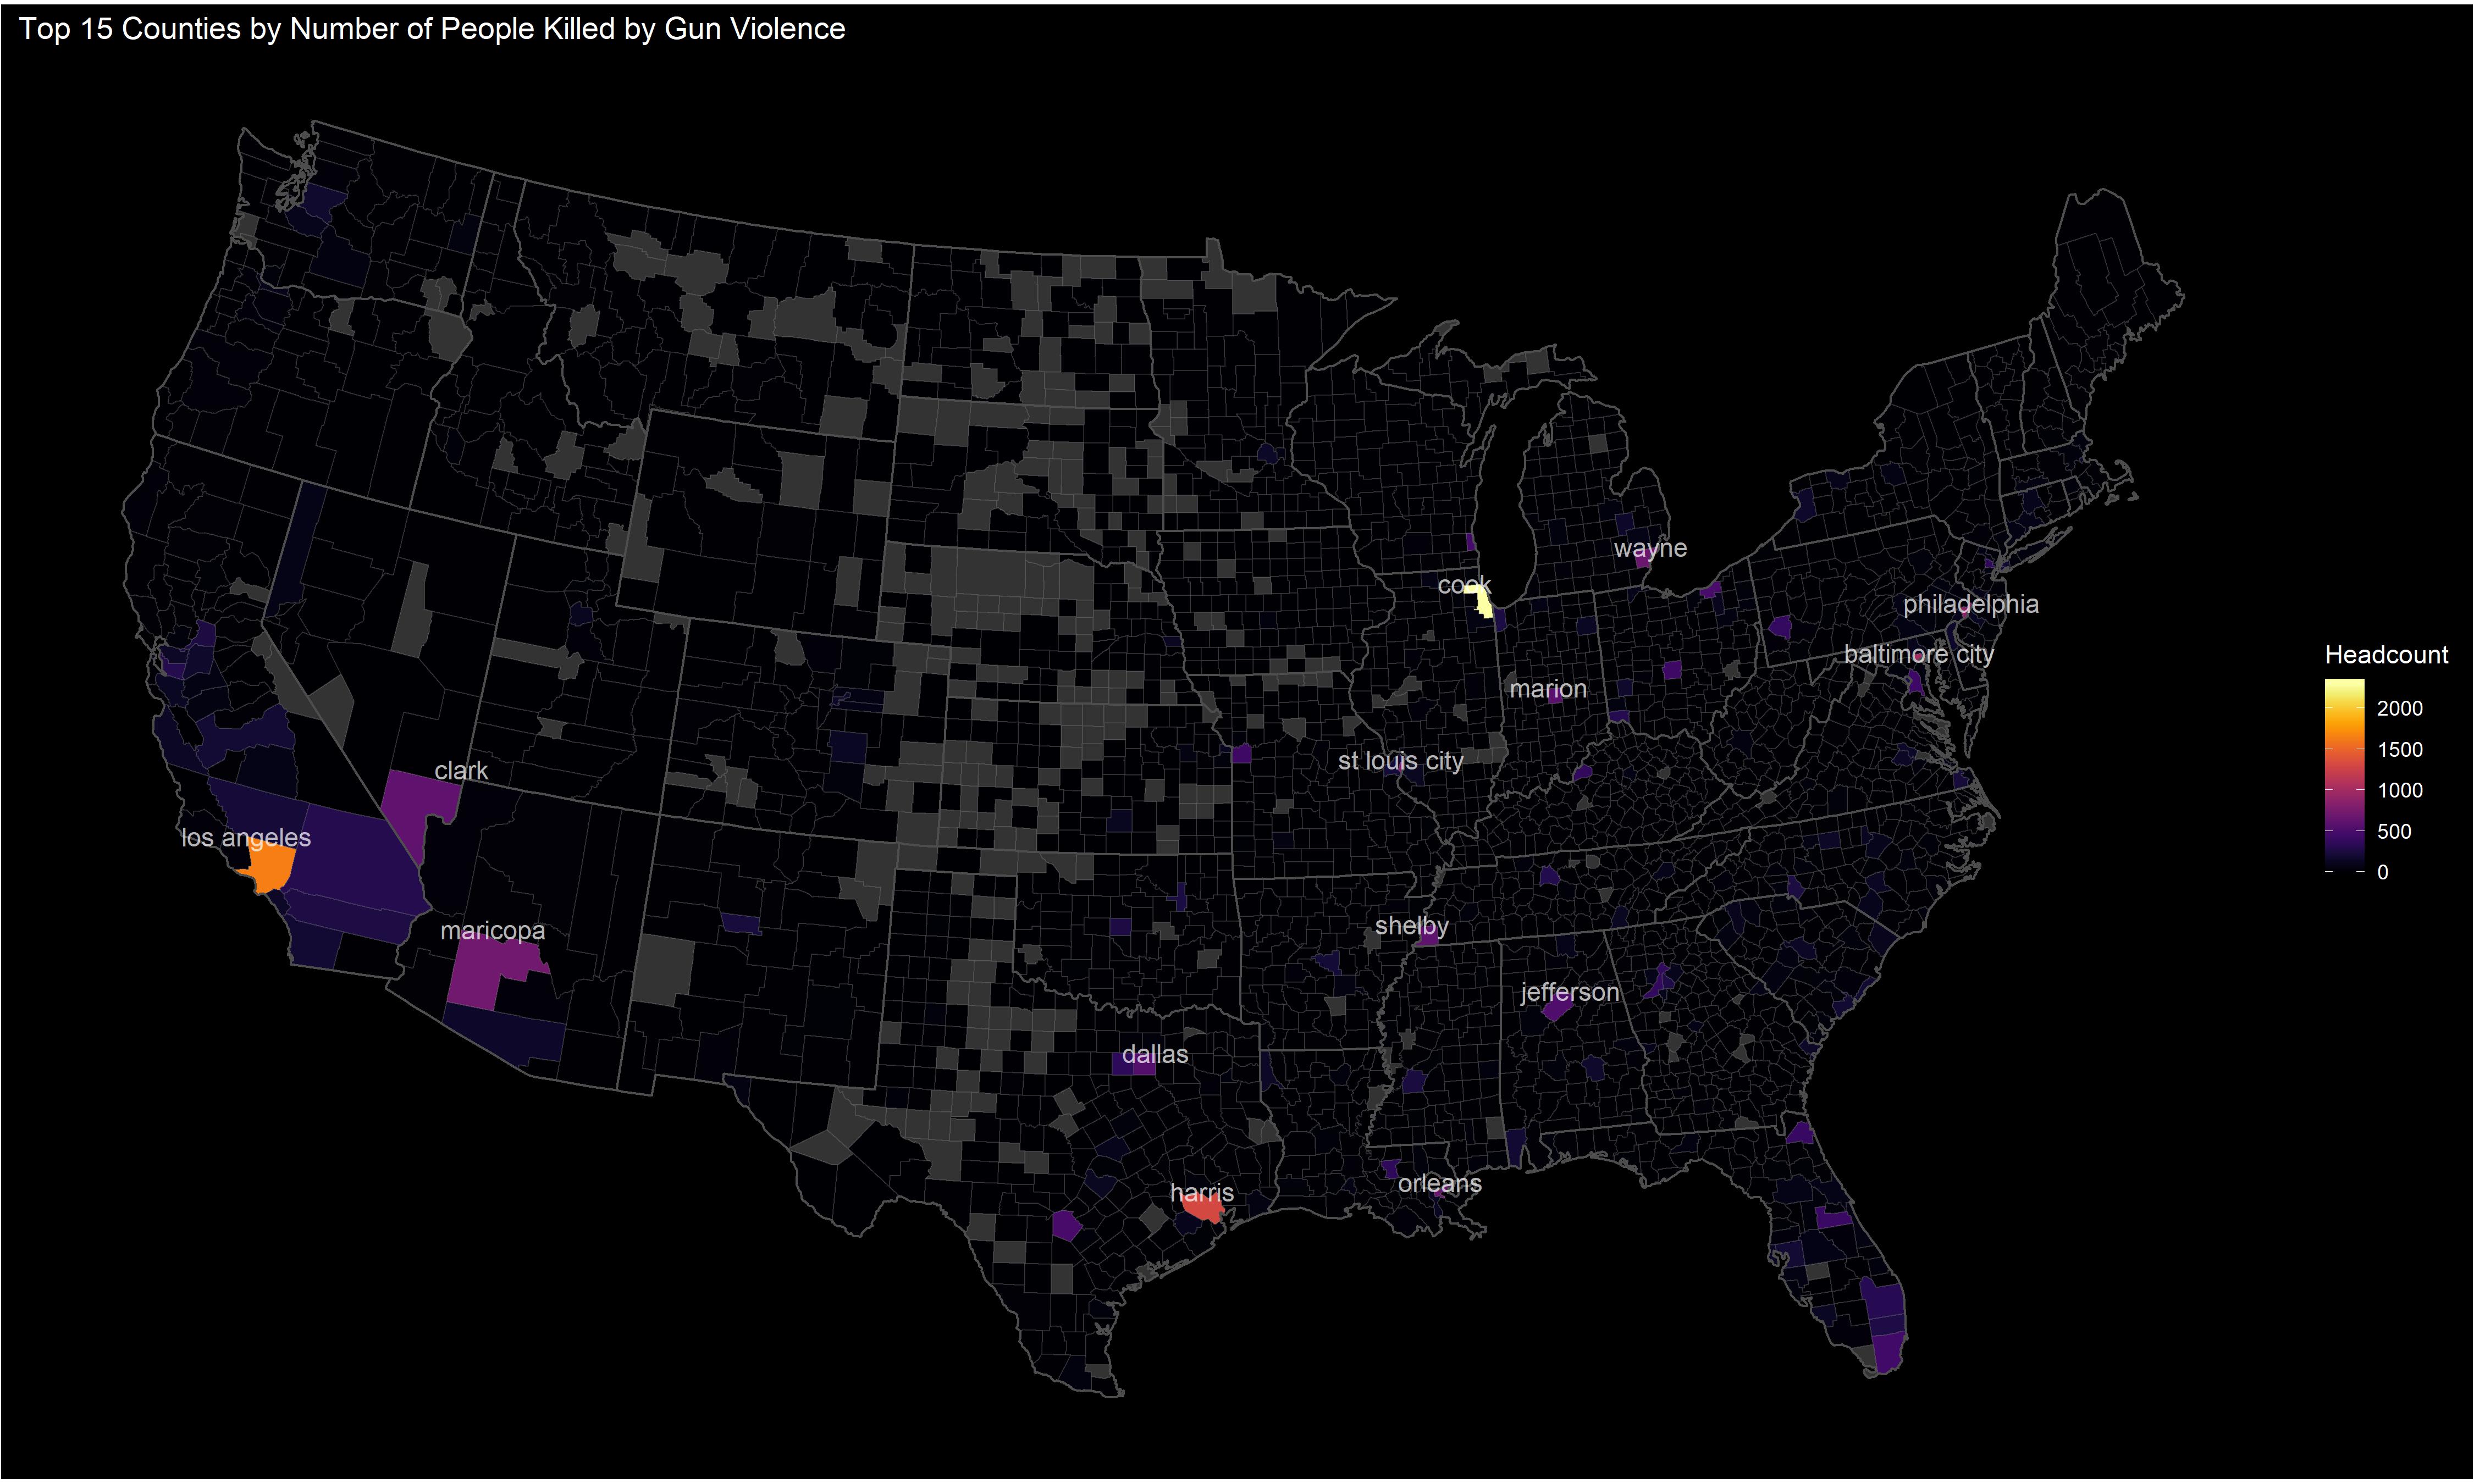 Top 15 Counties by Number of People Killed by Gun Violence
wayne
cook
philadelphia
baltimore city
marion
st louis city
clark
los angeles
shelby
maricopa
jefferson
dallas
orleans
harris
Headcount
2000
1500
1000
500
0